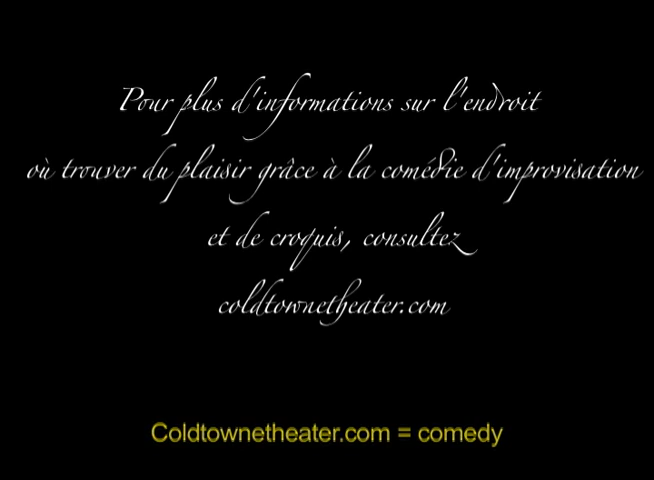 Pour plus d'informations sur l'endroit
où trouver du plaisir grâce à la comédie d'improvisation
et de croquis, consultez
coldtownetheater.com
Coldtownetheater.com = comedy